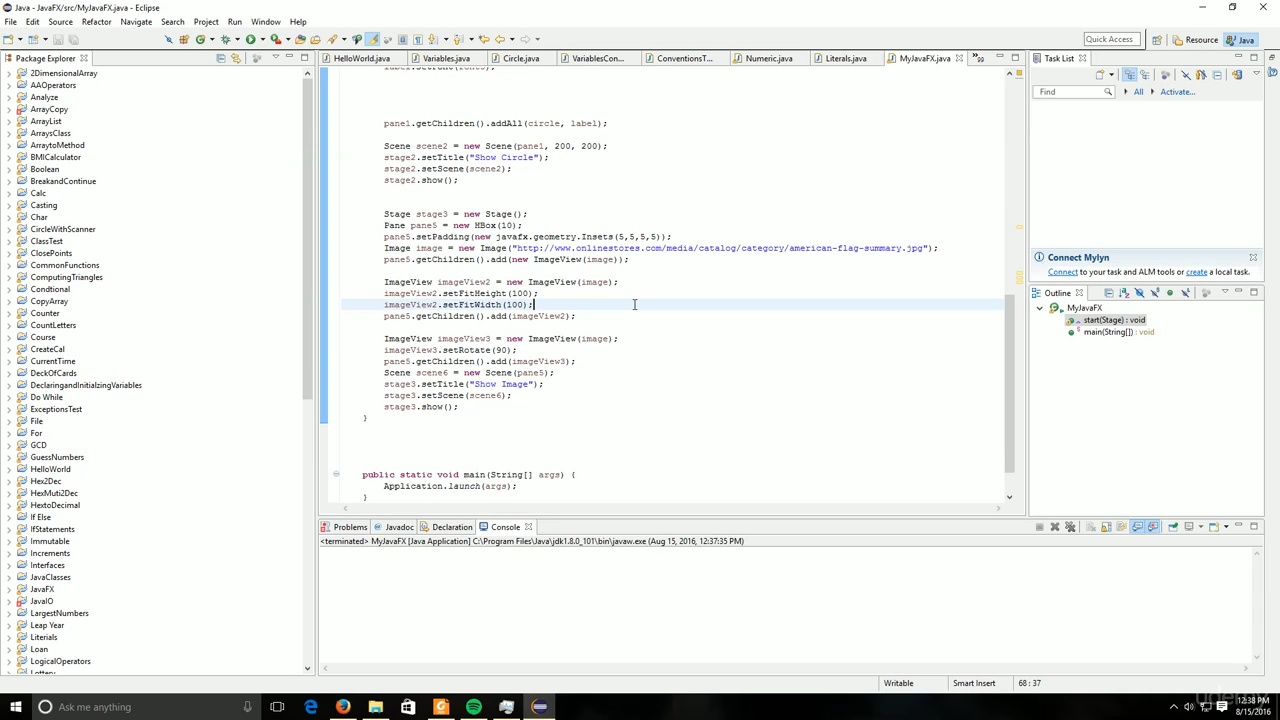 Java - JavaFX/src/MyJavaFX.java - Eclipse
File Edit Source Refactor Navigate Search Project Run Window Help
Quick Access Resource Java
Package Explorer
2DimensionalArray
AAOperators
Analyze
ArrayCopy
ArrayList
ArraysClass
ArraytoMethod
BMICalculator
Boolean
BreakandContinue
Calc
Casting
Char
CircleWithScanner
ClassTest
ClosePoints
CommonFunctions
ComputingTriangles
Condtional
CopyArray
Counter
CountLetters
Course
CreateCal
CurrentTime
DeckOfCards
DeclaringandInitialzingVariables
Do While
ExceptionsTest
File
For
GCD
GuessNumbers
HelloWorld
Hex2Dec
HexMuti2Dec
HextoDecimal
If Else
IfStatements
Immutable
Increments
Interfaces
JavaClasses
JavaFX
JavaIO
LargestNumbers
Leap Year
Literals
Loan
LogicalOperators
Lottery
HelloWorld.java Variables.java Circle.java VariablesCon... ConventionsT... Numeric.java Literals.java MyJavaFX.java
pane1.getChildren().addAll(circle, label);
Scene scene2 = new Scene(pane1, 200, 200);
stage2.setTitle("Show Circle");
stage2.setScene(scene2);
stage2.show();
Stage stage3 = new Stage();
Pane pane5 = new HBox(10);
pane5.setPadding(new javafx.geometry.Insets(5,5,5,5));
Image image = new Image("http://www.onlinestores.com/media/catalog/category/american-flag-summary.jpg");
pane5.getChildren().add(new ImageView(image));
ImageView imageView2 = new ImageView(image);
imageView2.setFitHeight(100);
imageView2.setFitWidth(100);
pane5.getChildren().add(imageView2);
ImageView imageView3 = new ImageView(image);
imageView3.setRotate(90);
pane5.getChildren().add(imageView3);
Scene scene6 = new Scene(pane5);
stage3.setTitle("Show Image");
stage3.setScene(scene6);
stage3.show();
}
public static void main(String[] args) {
Application.launch(args);
}
Task List
Find All Activate...
Connect Mylyn
Connect to your task and ALM tools or create a local task.
Outline
MyJavaFX
start(Stage) : void
main(String[]) : void
Problems Javadoc Declaration Console
<terminated> MyJavaFX [Java Application] C:\Program Files\Java\jdk1.8.0_101\bin\javaw.exe (Aug 15, 2016, 12:37:35 PM)
Writable Smart Insert 68 : 37
Ask me anything
12:38 PM
8/15/2016